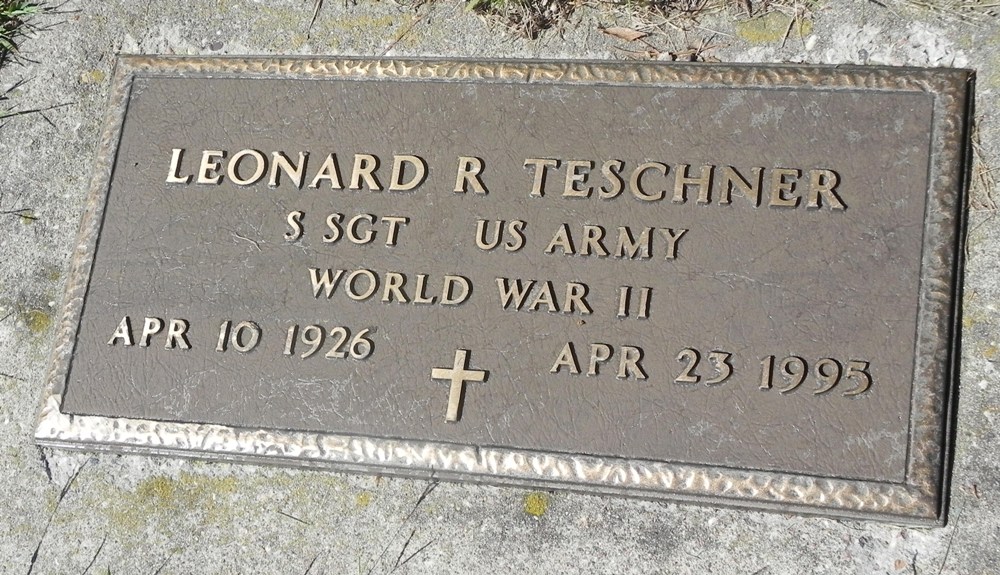 LEONARD R TESCHNER
S SGT US ARMY
WORLD WAR II
APR 10 1926 APR 23 1995